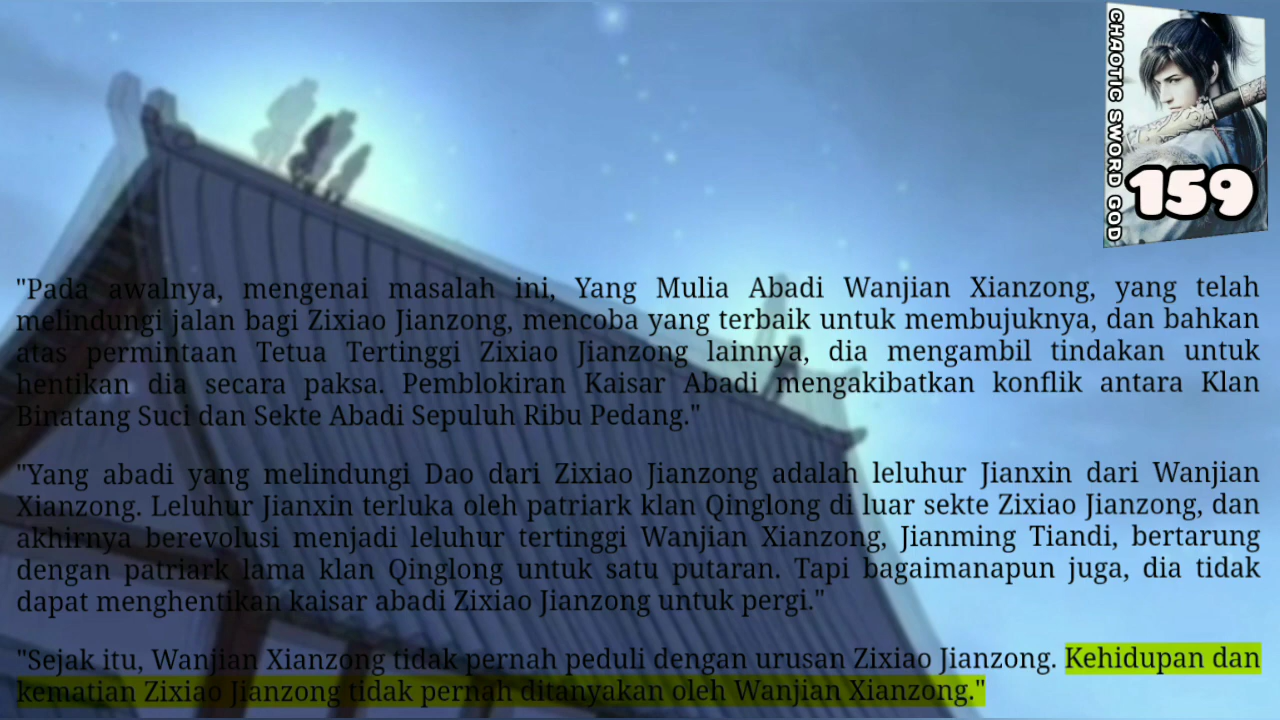 CHAOTIC SWORD GOD
159
"Pada awalnya, mengenai masalah ini, Yang Mulia Abadi Wanjian Xianzong, yang telah
melindungi jalan bagi Zixiao Jianzong, mencoba yang terbaik untuk membujuknya, dan bahkan
atas permintaan Tetua Tertinggi Zixiao Jianzong lainnya, dia mengambil tindakan untuk
hentikan dia secara paksa. Pemblokiran Kaisar Abadi mengakibatkan konflik antara Klan
Binatang Suci dan Sekte Abadi Sepuluh Ribu Pedang."
"Yang abadi yang melindungi Dao dari Zixiao Jianzong adalah leluhur Jianxin dari Wanjian
Xianzong. Leluhur Jianxin terluka oleh patriark klan Qinglong di luar sekte Zixiao Jianzong, dan
akhirnya berevolusi menjadi leluhur tertinggi Wanjian Xianzong, Jianming Tiandi, bertarung
dengan patriark lama klan Qinglong untuk satu putaran. Tapi bagaimanapun juga, dia tidak
dapat menghentikan kaisar abadi Zixiao Jianzong untuk pergi."
"Sejak itu, Wanjian Xianzong tidak pernah peduli dengan urusan Zixiao Jianzong. Kehidupan dan
kematian Zixiao Jianzong tidak pernah ditanyakan oleh Wanjian Xianzong."